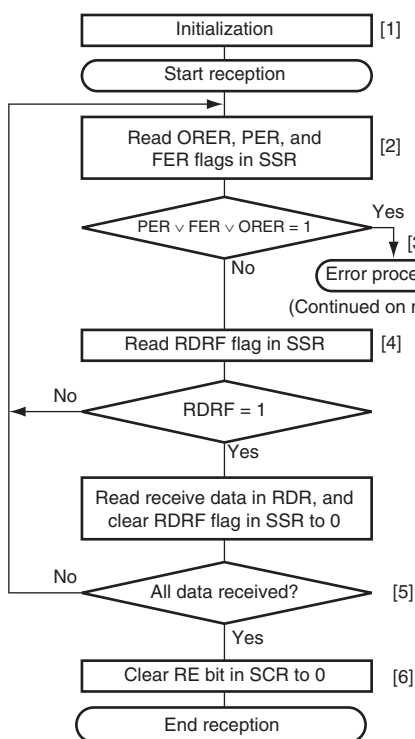 Initialization
[1]
Start reception
Read ORER, PER, and
FER flags in SSR
[2]
PER ∨ FER ∨ ORER = 1
Yes
No
Error
(Continued on
Read RDRF flag in SSR
[4]
No
RDRF = 1
Yes
Read receive data in RDR, and
clear RDRF flag in SSR to 0
No
All data received?
[5]
Yes
Clear RE bit in SCR to 0
[6]
End reception